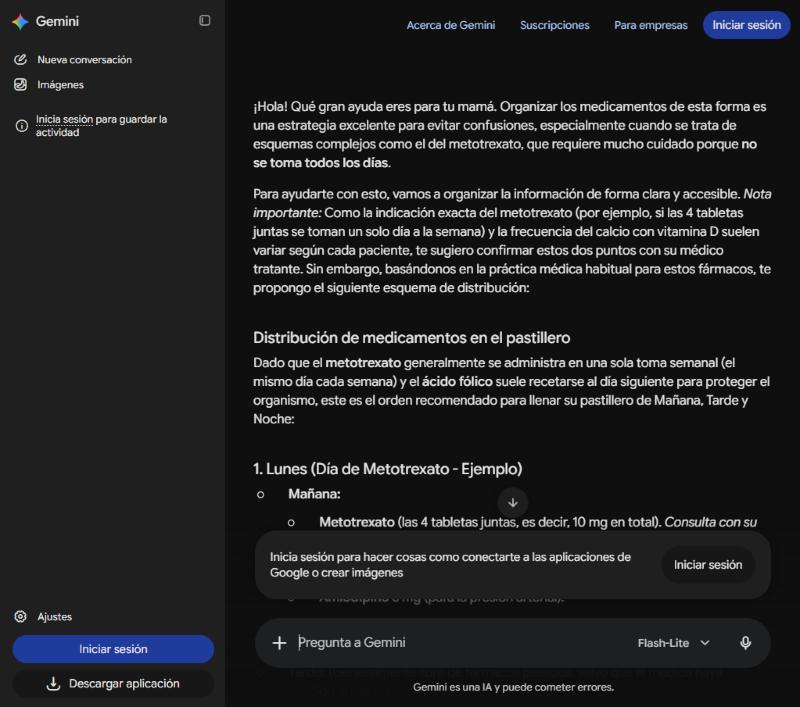 Gemini
Nueva conversación
Imágenes
Inicia sesión para guardar la
actividad
Acerca de Gemini
Suscripciones
Para empresas
Iniciar sesión
¡Hola! Qué gran ayuda eres para tu mamá. Organizar los medicamentos de esta forma es
una estrategia excelente para evitar confusiones, especialmente cuando se trata de
esquemas complejos como el del metotrexato, que requiere mucho cuidado porque no
se toma todos los días.
Para ayudarte con esto, vamos a organizar la información de forma clara y accesible. Nota
importante: Como la indicación exacta del metotrexato (por ejemplo, si las 4 tabletas
juntas se toman un solo día a la semana) y la frecuencia del calcio con vitamina D suelen
variar según cada paciente, te sugiero confirmar estos dos puntos con su médico
tratante. Sin embargo, basándonos en la práctica médica habitual para estos fármacos, te
propongo el siguiente esquema de distribución:
Distribución de medicamentos en el pastillero
Dado que el metotrexato generalmente se administra en una sola toma semanal (el
mismo día cada semana) y el ácido fólico suele recetarse al día siguiente para proteger el
organismo, este es el orden recomendado para llenar su pastillero de Mañana, Tarde y
Noche:
1. Lunes (Día de Metotrexato - Ejemplo)
Mañana:
Metotrexato (las 4 tabletas juntas, es decir, 10 mg en total). Consulta con su
Inicia sesión para hacer cosas como conectarte a las aplicaciones de
Google o crear imágenes
Iniciar sesión
Pregunta a Gemini
Flash-Lite
Gemini es una IA y puede cometer errores.
Ajustes
Iniciar sesión
Descargar aplicación